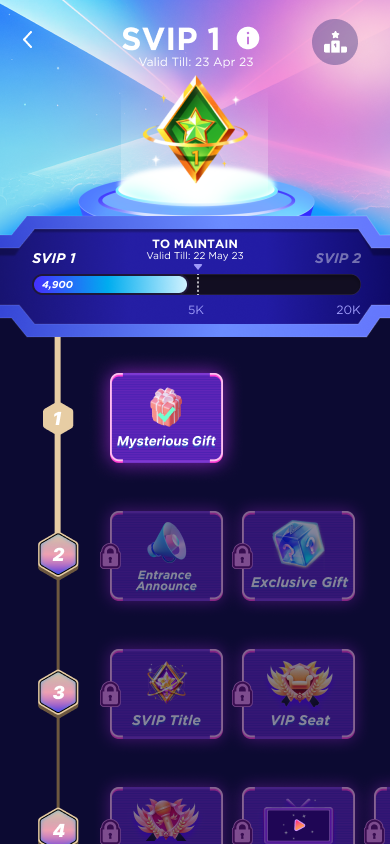 SVIP 1
Valid Till: 23 Apr 23
1
TO MAINTAIN
Valid Till: 22 May 23
SVIP 1
SVIP 2
4,900
5K
20K
1
Mysterious Gift
2
Entrance
Announce
Exclusive Gift
3
SVIP Title
VIP Seat
4